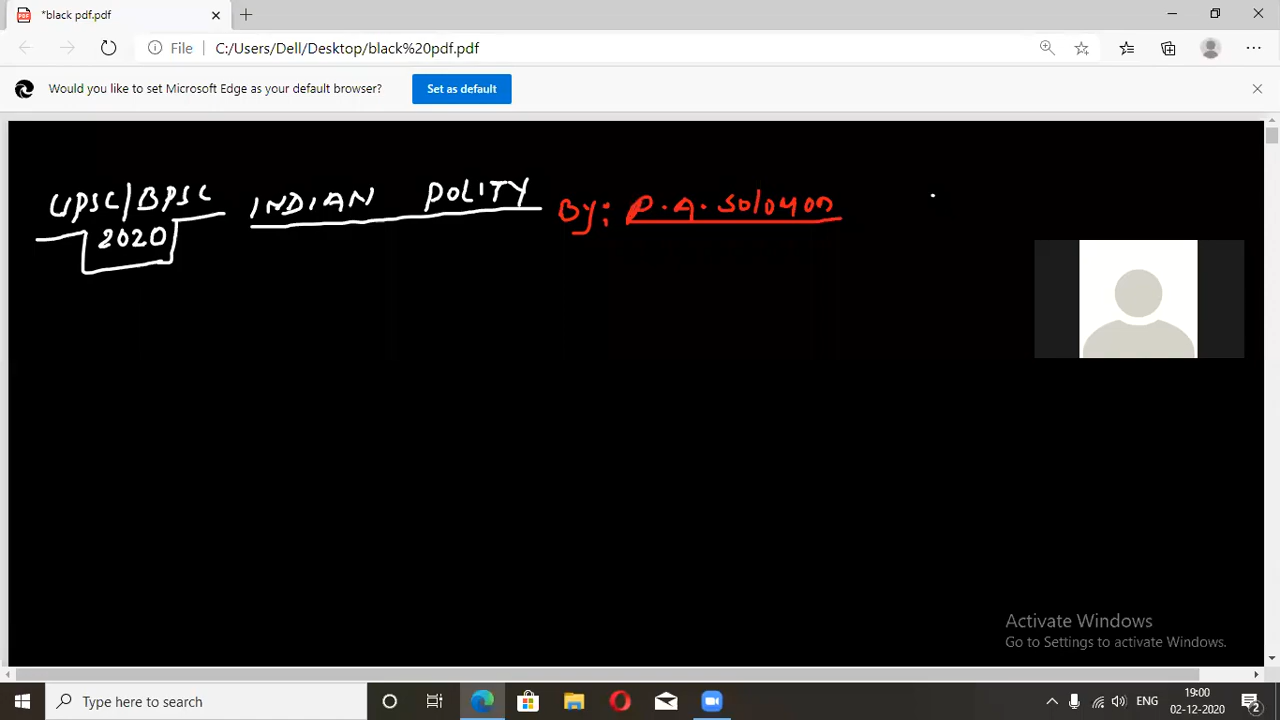 *black pdf.pdf
File C:/Users/Dell/Desktop/black%20pdf.pdf
Would you like to set Microsoft Edge as your default browser? Set as default
UPSC/BPSC INDIAN POLITY By: P.A. Solomon
2020
Activate Windows
Go to Settings to activate Windows.
Type here to search
ENG 19:00
02-12-2020
2